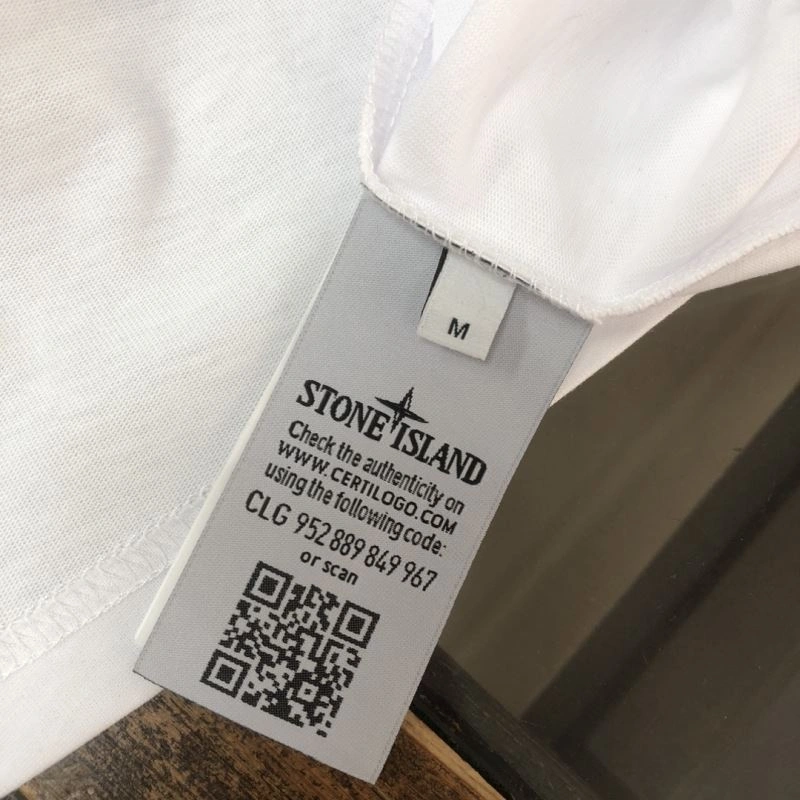 M
STONE ISLAND
Check the authenticity on
WWW.CERTILOGO.COM
using the following code:
CLG 952 889 849 967
or scan